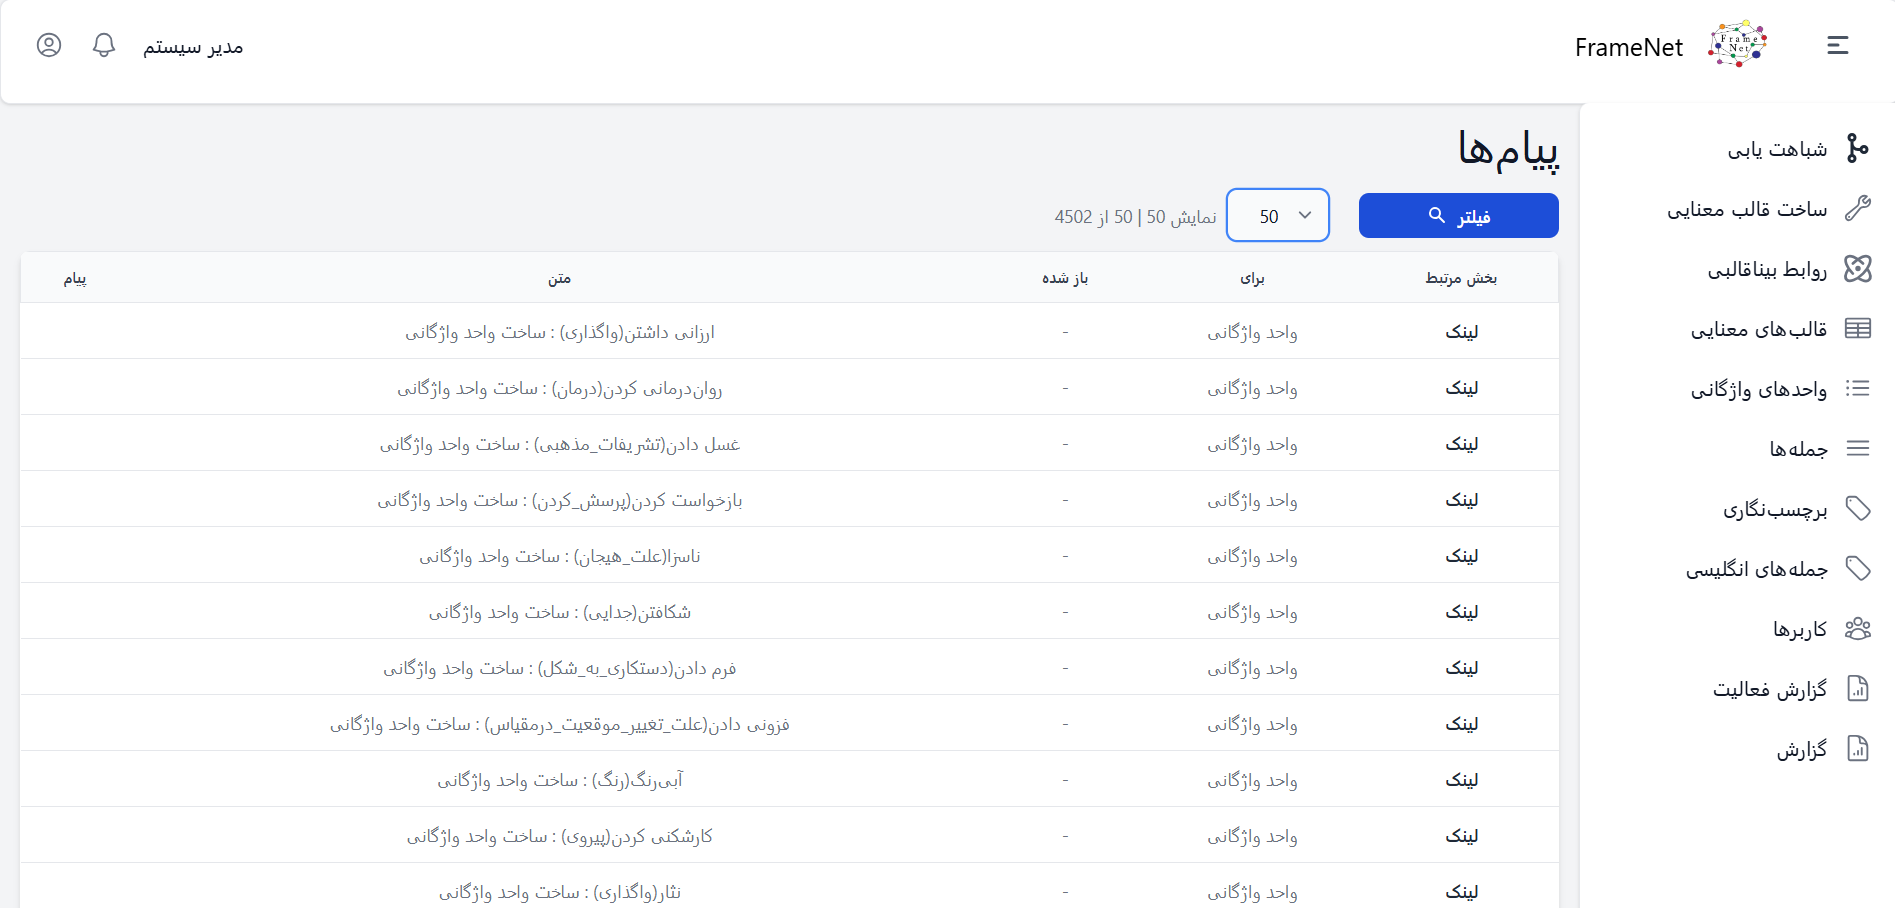 FrameNet
Frame Net
مدیر سیستم
شباهت یابی
ساخت قالب معنایی
روابط بیناقالبی
قالب‌های معنایی
واحدهای واژگانی
جمله‌ها
برچسب‌نگاری
جمله‌های انگلیسی
کاربرها
گزارش فعالیت
گزارش
پیام‌ها
فیلتر 50 نمایش 50 | 50 از 4502
بخش مرتبط برای باز شده متن پیام
لینک واحد واژگانی - ارزانی داشتن(واگذاری) : ساخت واحد واژگانی
لینک واحد واژگانی - روان‌درمانی کردن(درمان) : ساخت واحد واژگانی
لینک واحد واژگانی - غسل دادن(تشریفات_مذهبی) : ساخت واحد واژگانی
لینک واحد واژگانی - بازخواست کردن(پرسش_کردن) : ساخت واحد واژگانی
لینک واحد واژگانی - ناسزا(علت_هیجان) : ساخت واحد واژگانی
لینک واحد واژگانی - شکافتن(جدایی) : ساخت واحد واژگانی
لینک واحد واژگانی - فرم دادن(دستکاری_به_شکل) : ساخت واحد واژگانی
لینک واحد واژگانی - فزونی دادن(علت_تغییر_موقعیت_درمقیاس) : ساخت واحد واژگانی
لینک واحد واژگانی - آبی‌رنگ(رنگ) : ساخت واحد واژگانی
لینک واحد واژگانی - کارشکنی کردن(پیروی) : ساخت واحد واژگانی
لینک واحد واژگانی - نثار(واگذاری) : ساخت واحد واژگانی